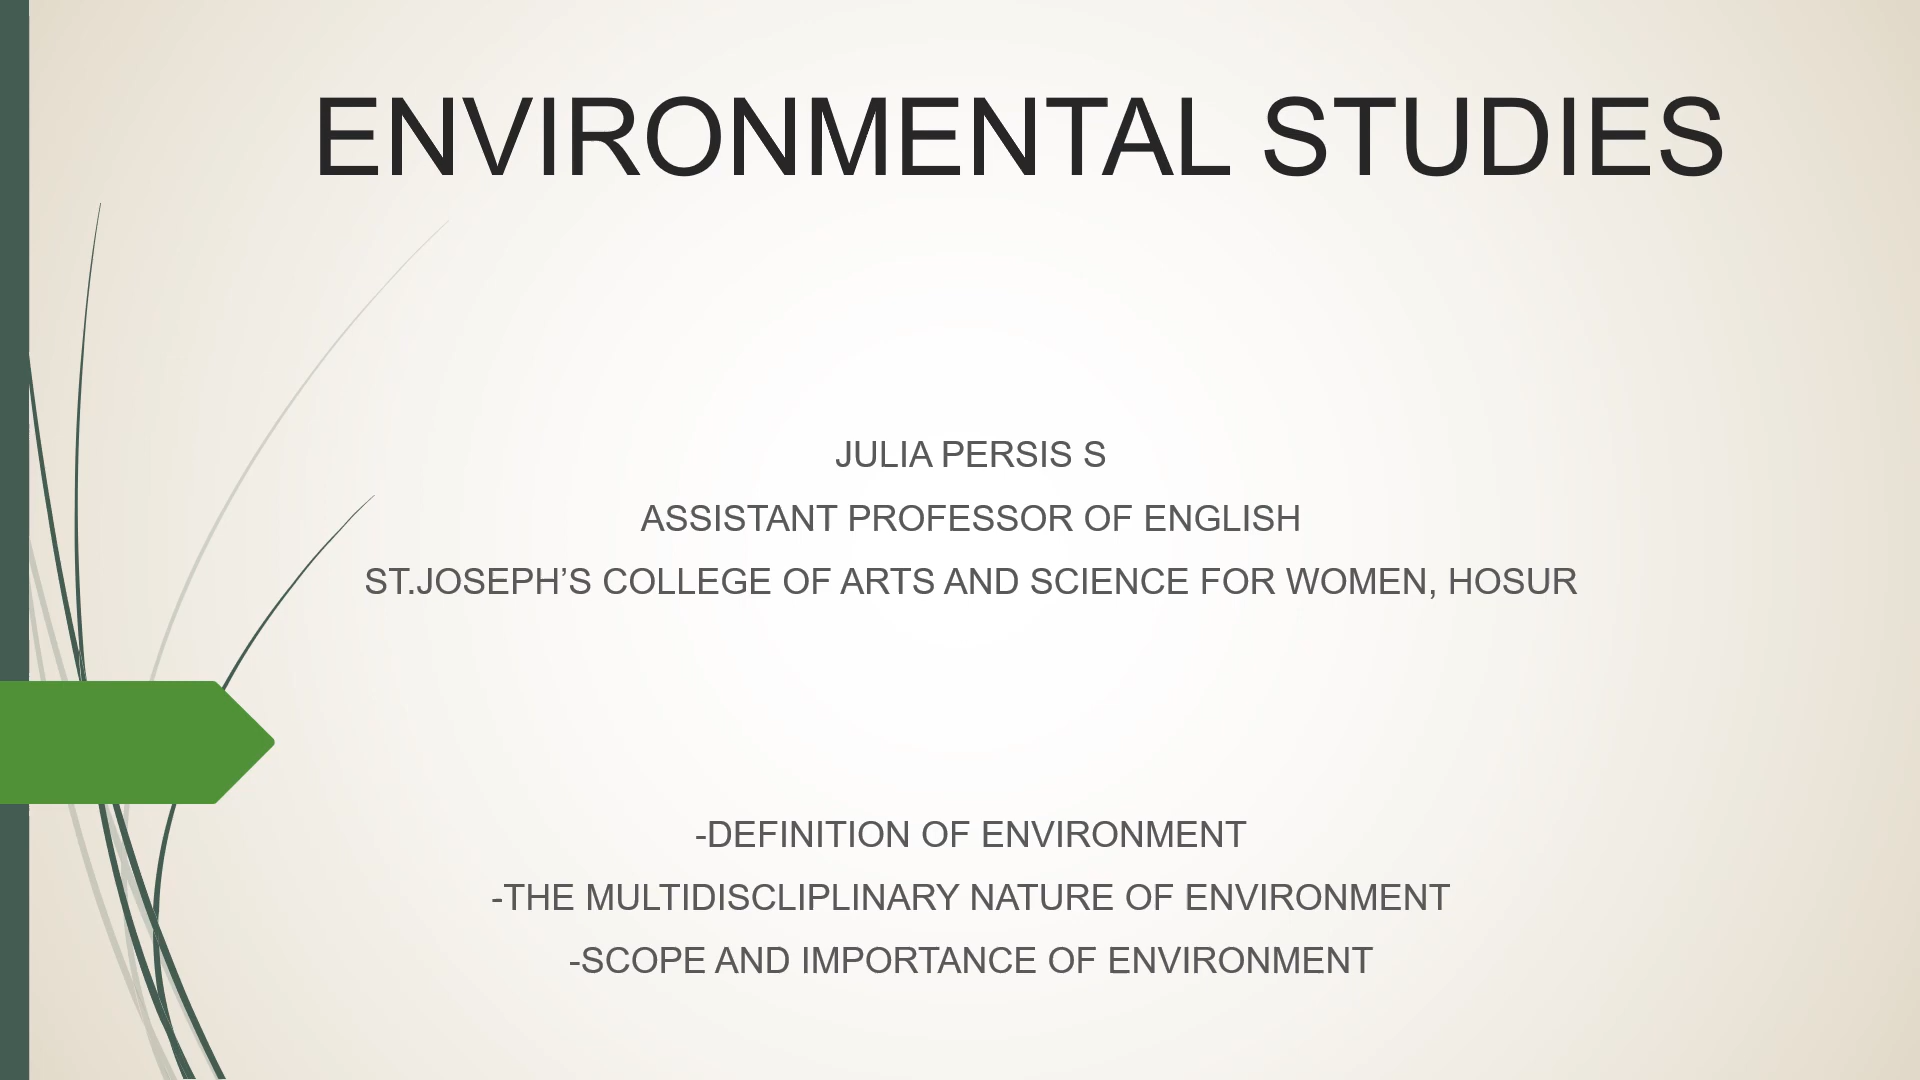 ENVIRONMENTAL STUDIES
JULIA PERSIS S
ASSISTANT PROFESSOR OF ENGLISH
ST.JOSEPH’S COLLEGE OF ARTS AND SCIENCE FOR WOMEN, HOSUR
-DEFINITION OF ENVIRONMENT
-THE MULTIDISCLIPLINARY NATURE OF ENVIRONMENT
-SCOPE AND IMPORTANCE OF ENVIRONMENT